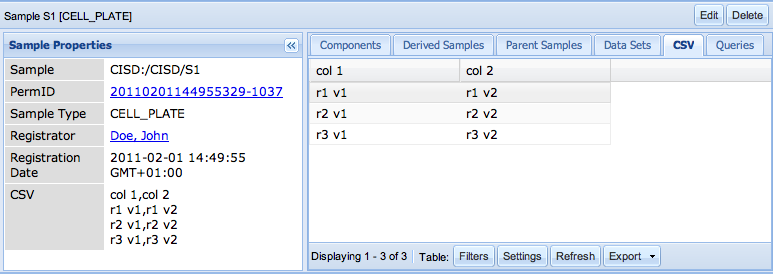 Sample S1 [CELL_PLATE]
Edit Delete
Sample Properties
Sample CISD:/CISD/S1
PermID 20110201144955329-1037
Sample Type CELL_PLATE
Registrator Doe, John
Registration Date 2011-02-01 14:49:55 GMT+01:00
CSV col 1,col 2
r1 v1,r1 v2
r2 v1,r2 v2
r3 v1,r3 v2
Components Derived Samples Parent Samples Data Sets CSV Queries
col 1 col 2
r1 v1 r1 v2
r2 v1 r2 v2
r3 v1 r3 v2
Displaying 1 - 3 of 3 Table: Filters Settings Refresh Export